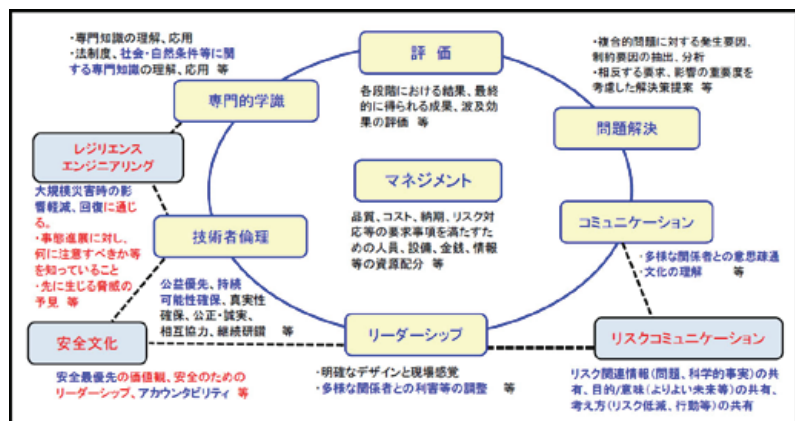 ・専門知識の理解、応用
・法制度、社会・自然条件等に関
する専門知識の理解、応用 等
専門的学識
評 価
各段階における結果、最終
的に得られる成果、波及効
果の評価 等
・複合的問題に対する発生要因、
制約要因の抽出、分析
・相反する要求、影響の重要度を
考慮した解決策提案 等
問題解決
レジリエンス
エンジニアリング
大規模災害時の影
響軽減、回復に通じ
る。
・事態進展に対し、
何に注意すべきか等
を知っていること
・先に生じる脅威の
予見 等
マネジメント
品質、コスト、納期、リスク対
応等の要求事項を満たすた
めの人員、設備、金銭、情報
等の資源配分 等
技術者倫理
公益優先、持続
可能性確保、真実性
確保、公正・誠実、
相互協力、継続研鑽 等
コミュニケーション
・多様な関係者との意思疎通
・文化の理解 等
安全文化
安全最優先の価値観、安全のための
リーダーシップ、アカウンタビリティ 等
リーダーシップ
・明確なデザインと現場感覚
・多様な関係者との利害等の調整 等
リスクコミュニケーション
リスク関連情報(問題、科学的事実)の共
有、目的/意味(よりよい未来等)の共有、
考え方(リスク低減、行動等)の共有